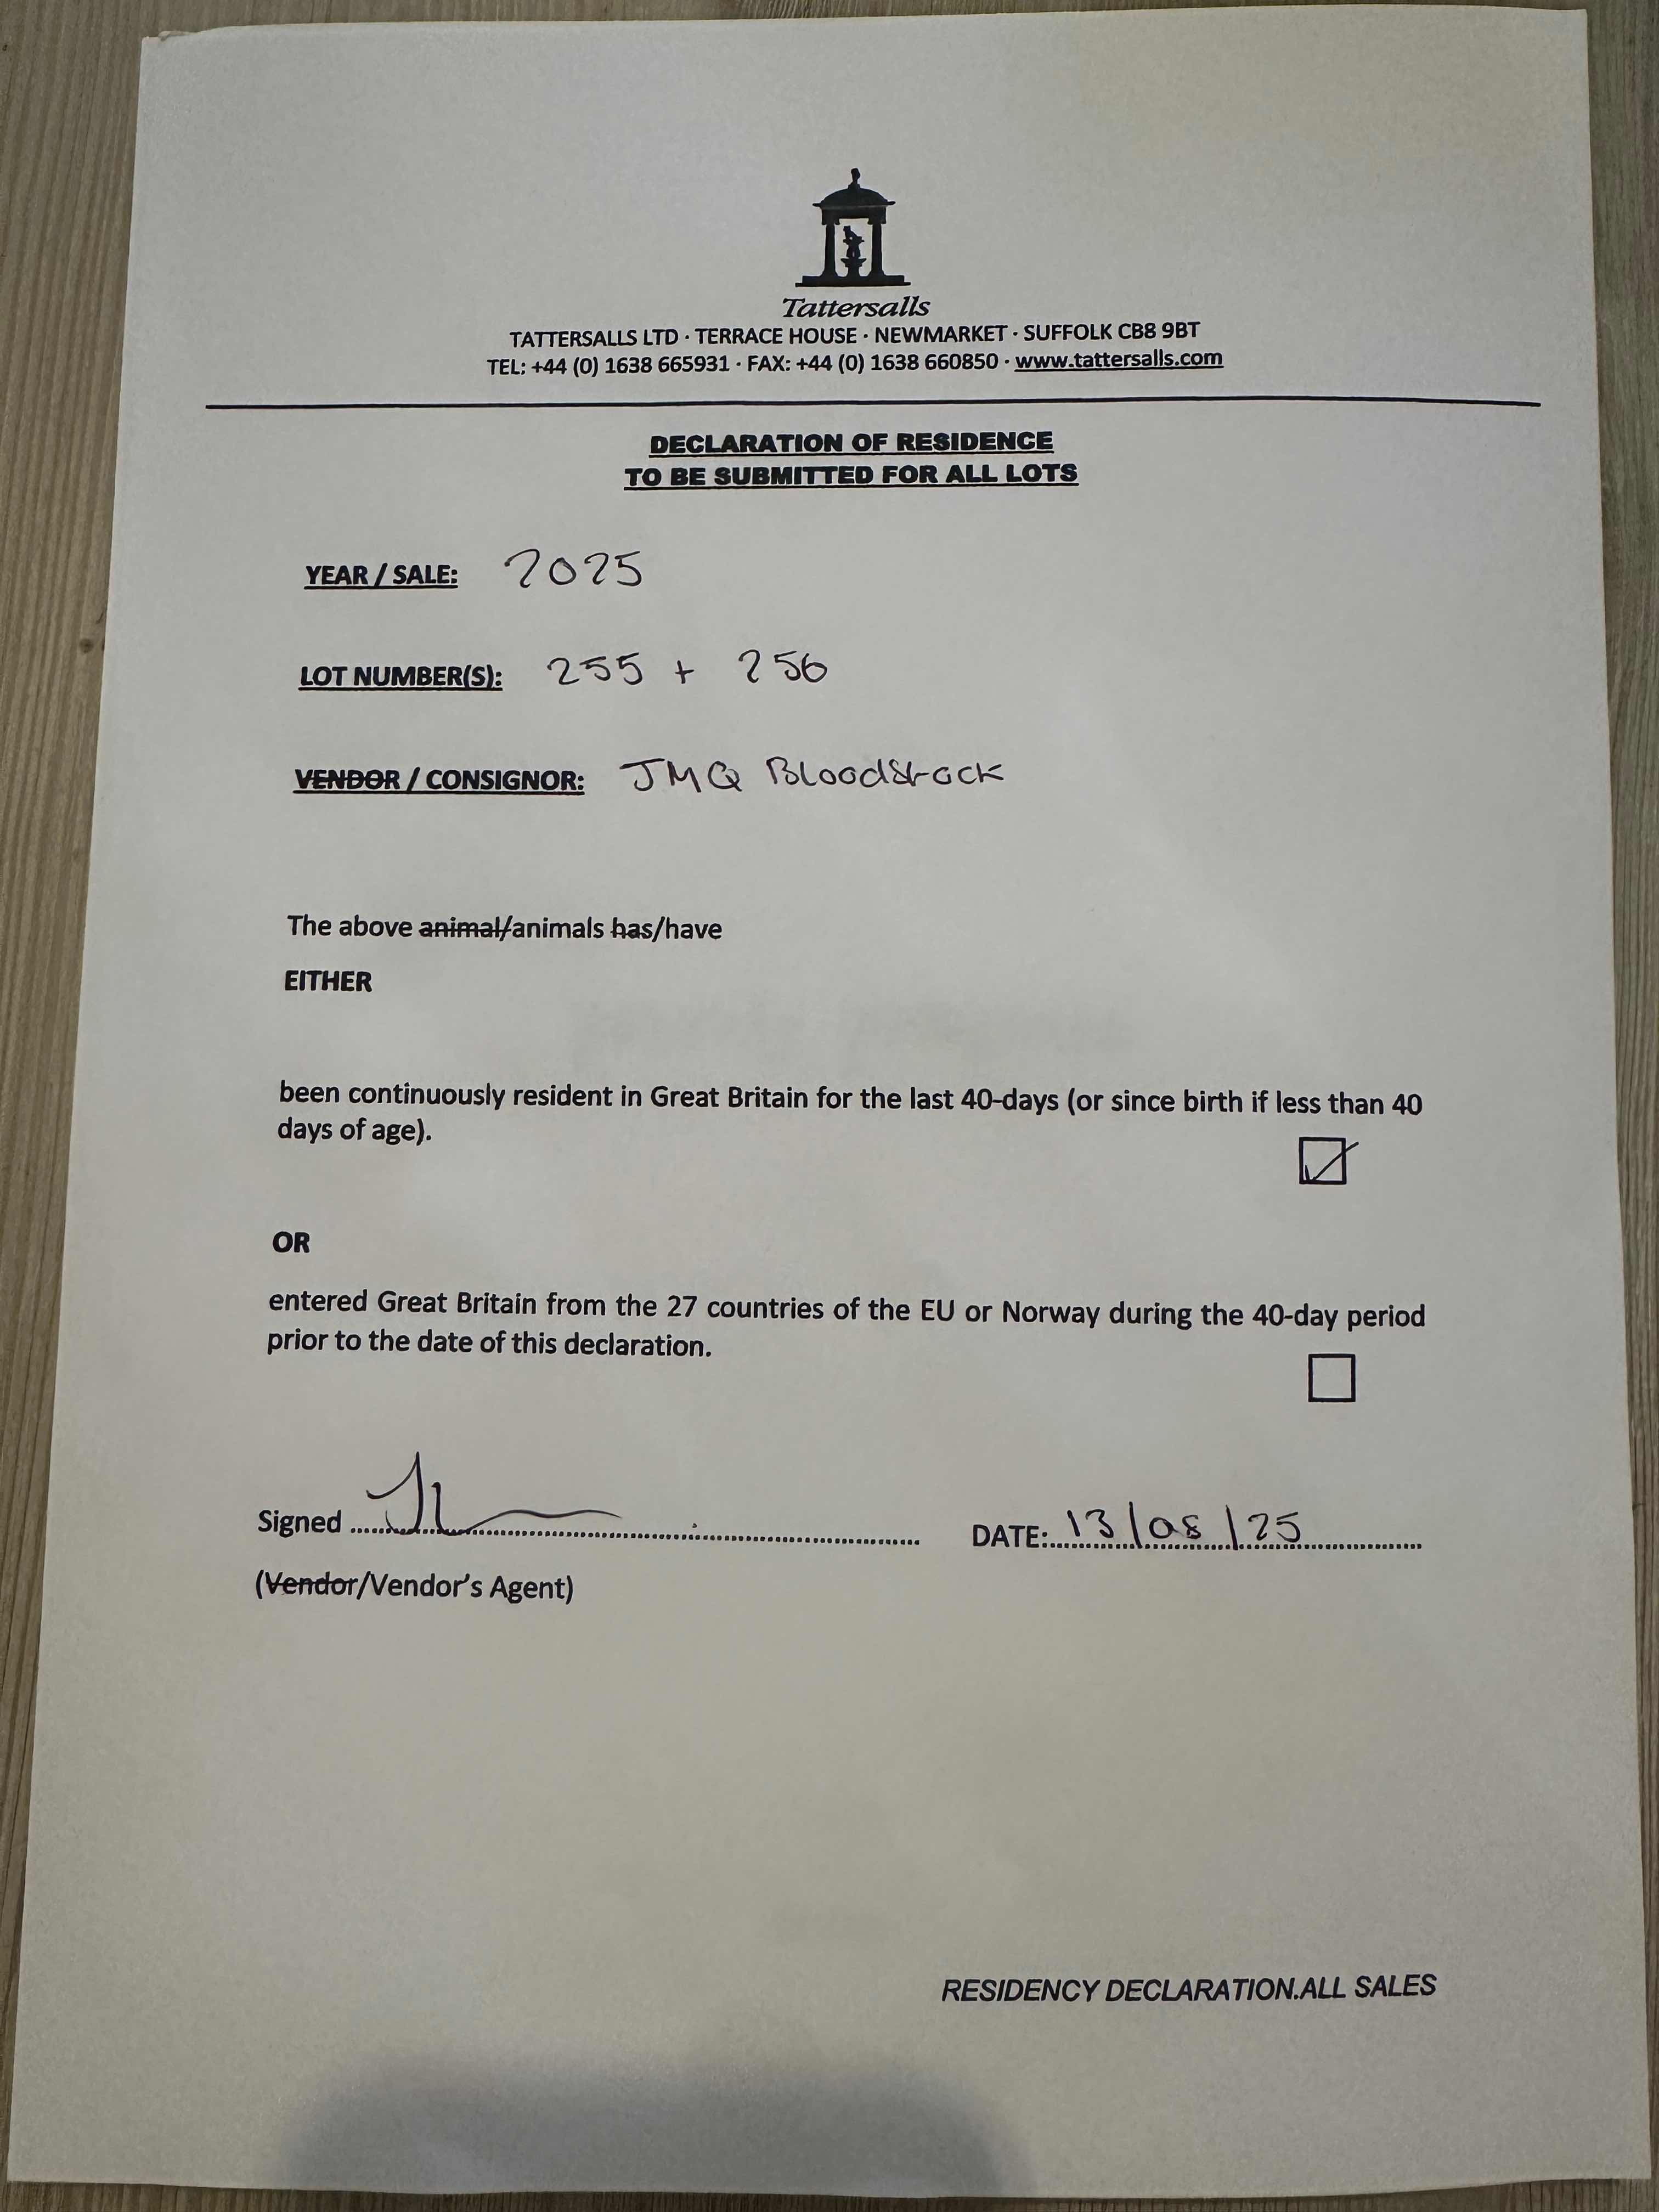 Tattersalls
TATTERSALLS LTD · TERRACE HOUSE · NEWMARKET · SUFFOLK CB8 9BT
TEL: +44 (0) 1638 665931 · FAX: +44 (0) 1638 660850 · www.tattersalls.com
DECLARATION OF RESIDENCE
TO BE SUBMITTED FOR ALL LOTS
YEAR / SALE: 2025
LOT NUMBER(S): 255 + 256
VENDOR / CONSIGNOR: JMQ Bloodstock
The above animal/animals has/have
EITHER
been continuously resident in Great Britain for the last 40-days (or since birth if less than 40
days of age).
OR
entered Great Britain from the 27 countries of the EU or Norway during the 40-day period
prior to the date of this declaration.
Signed DATE: 13/08/25
(Vendor/Vendor's Agent)
RESIDENCY DECLARATION.ALL SALES